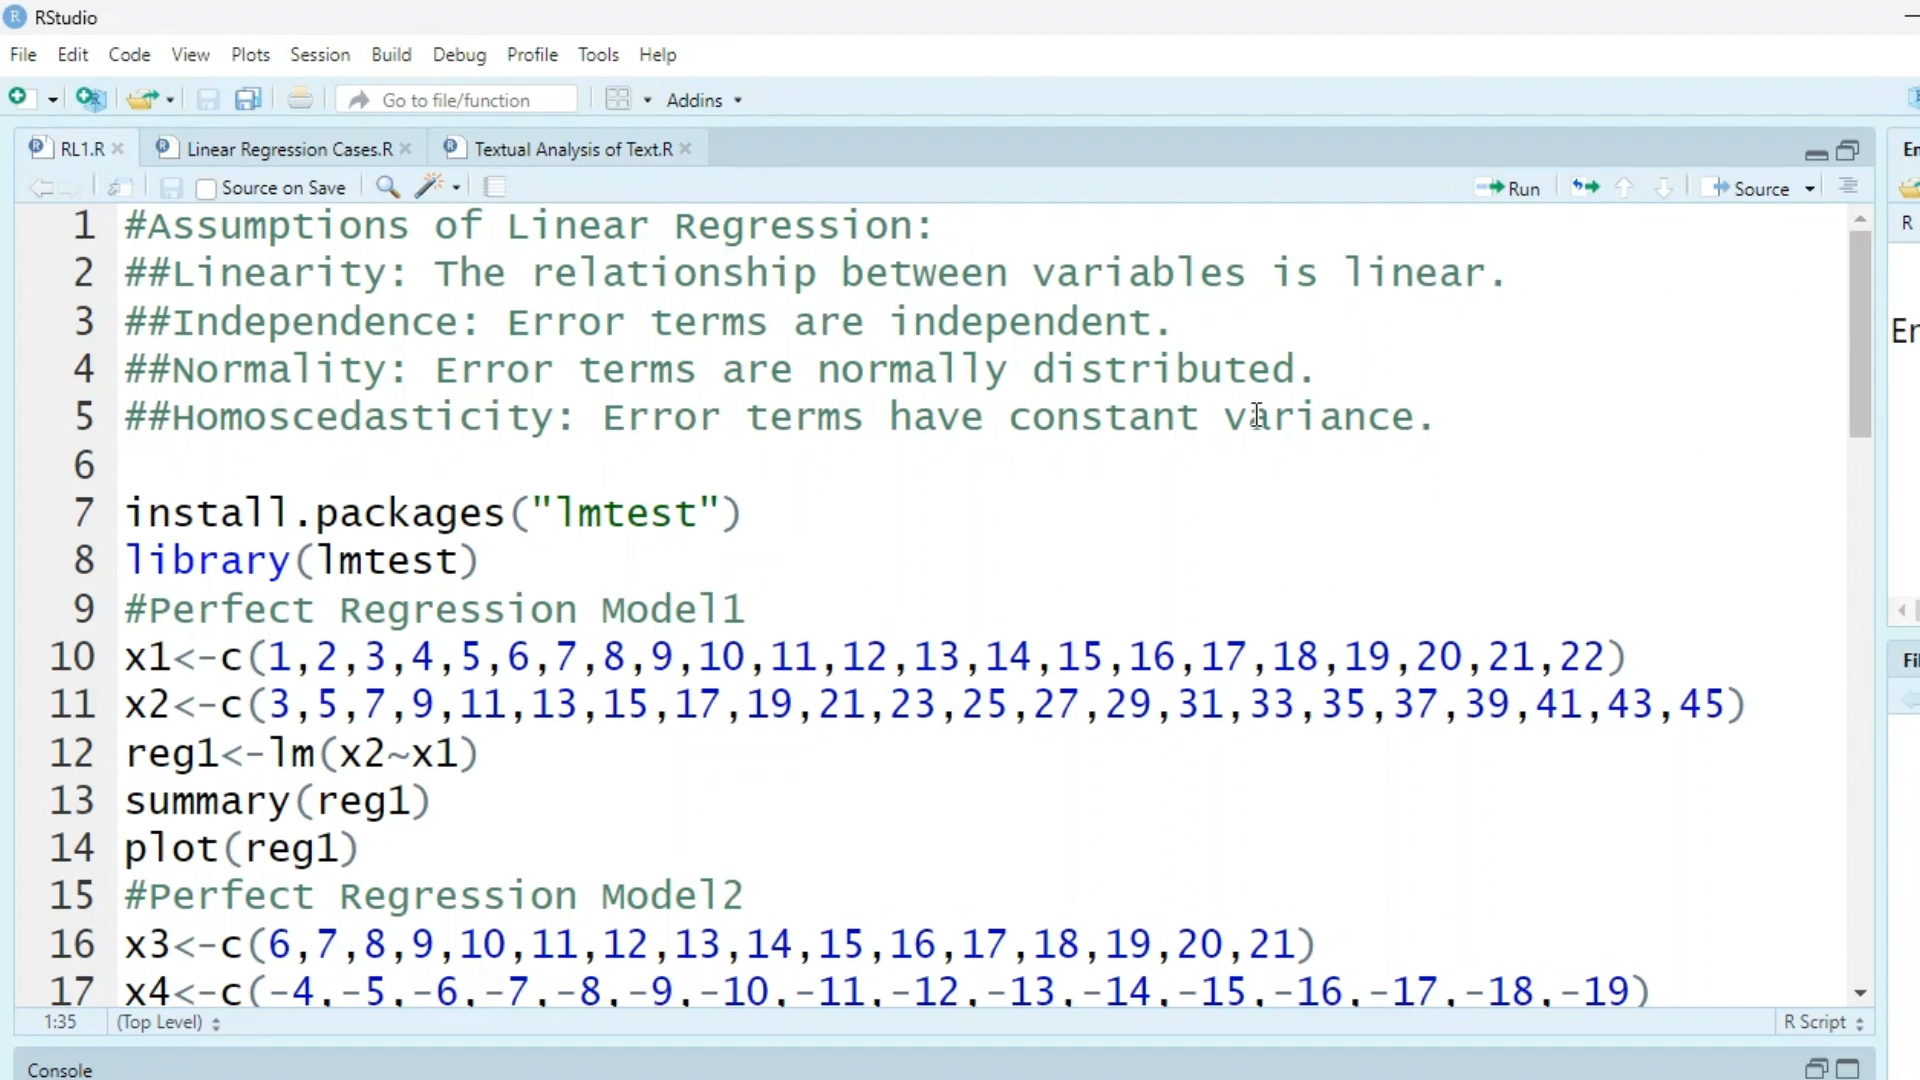 RStudio
File Edit Code View Plots Session Build Debug Profile Tools Help
Go to file/function Addins
RL1.R Linear Regression Cases.R Textual Analysis of Text.R
Source on Save Run Source
R
1 #Assumptions of Linear Regression:
2 ##Linearity: The relationship between variables is linear.
3 ##Independence: Error terms are independent.
4 ##Normality: Error terms are normally distributed.
5 ##Homoscedasticity: Error terms have constant variance.
6
7 install.packages("lmtest")
8 library(lmtest)
9 #Perfect Regression Model1
10 x1<-c(1,2,3,4,5,6,7,8,9,10,11,12,13,14,15,16,17,18,19,20,21,22)
11 x2<-c(3,5,7,9,11,13,15,17,19,21,23,25,27,29,31,33,35,37,39,41,43,45)
12 reg1<-lm(x2~x1)
13 summary(reg1)
14 plot(reg1)
15 #Perfect Regression Model2
16 x3<-c(6,7,8,9,10,11,12,13,14,15,16,17,18,19,20,21)
17 x4<-c(-4,-5,-6,-7,-8,-9,-10,-11,-12,-13,-14,-15,-16,-17,-18,-19)
1:35 (Top Level) R Script
Console